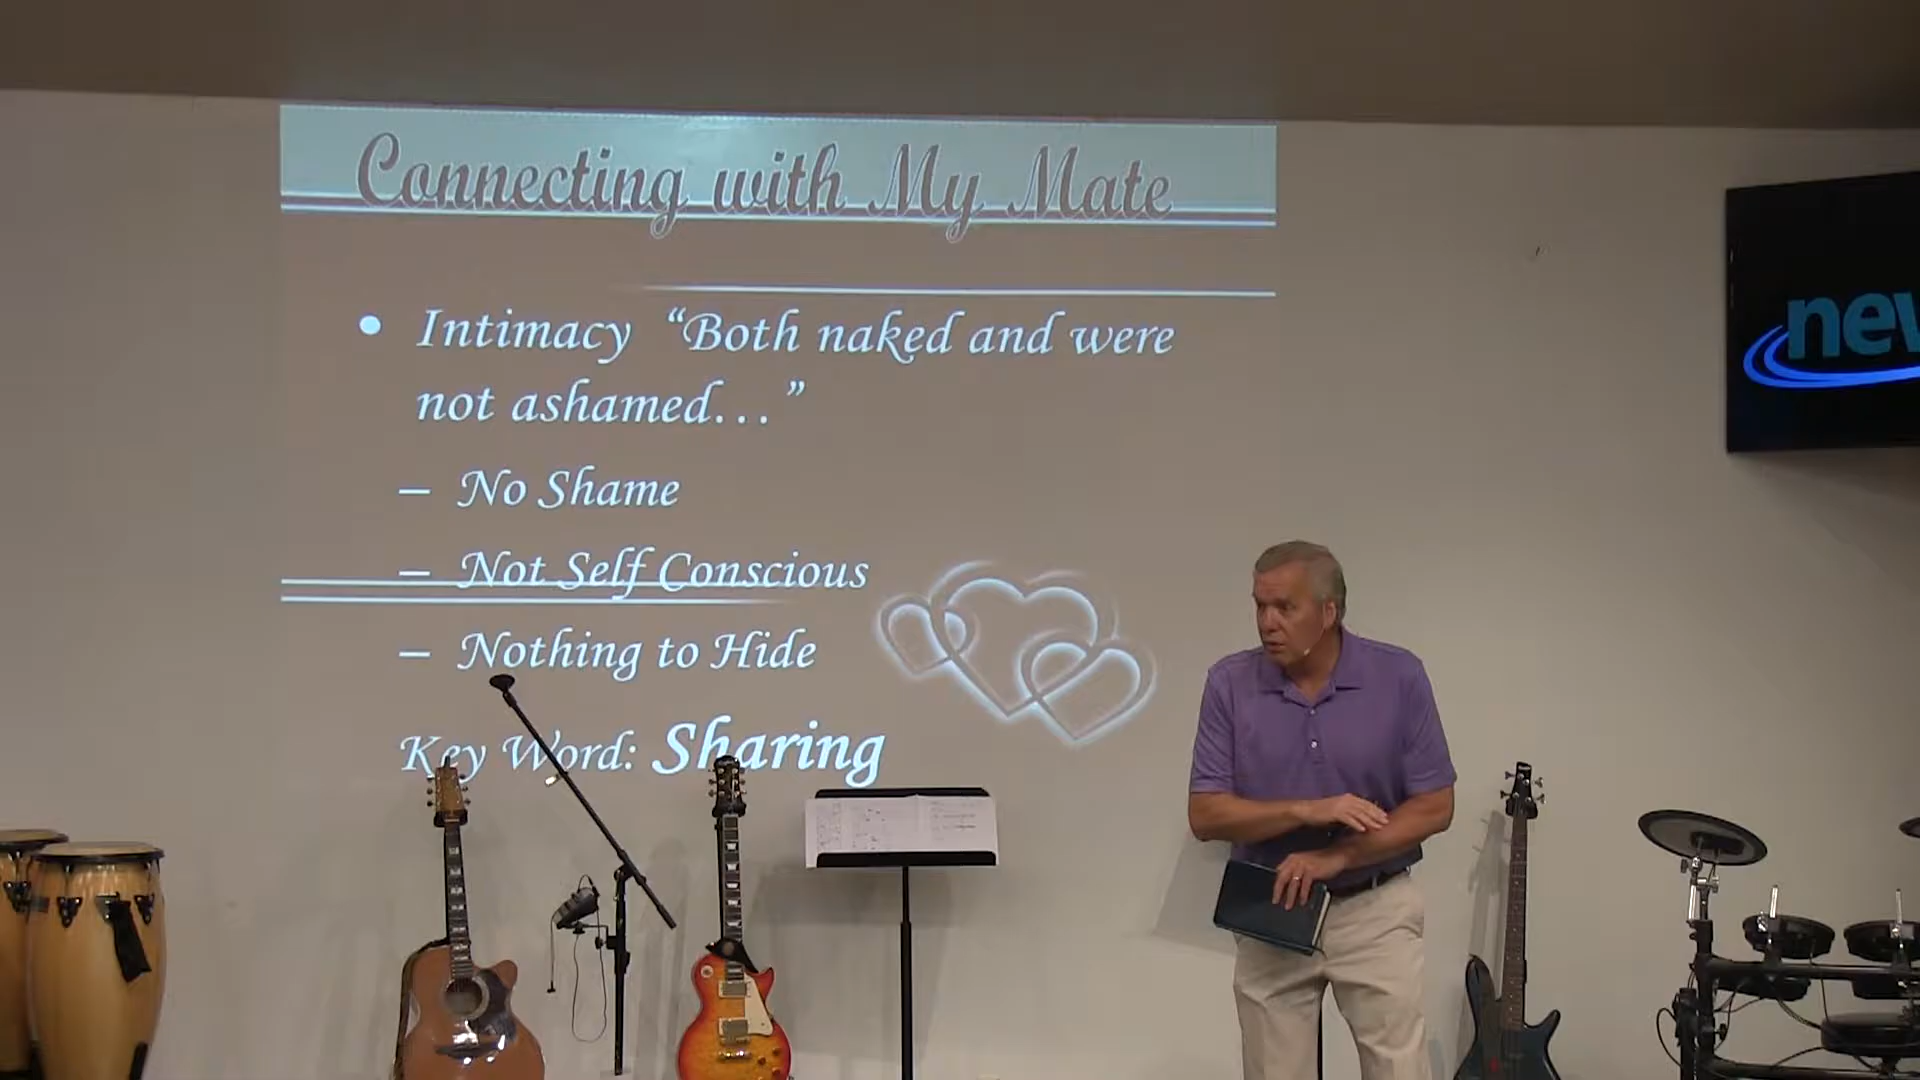 Connecting with My Mate
• Intimacy “Both naked and were
not ashamed…”
– No Shame
– Not Self Conscious
– Nothing to Hide
Key Word: Sharing